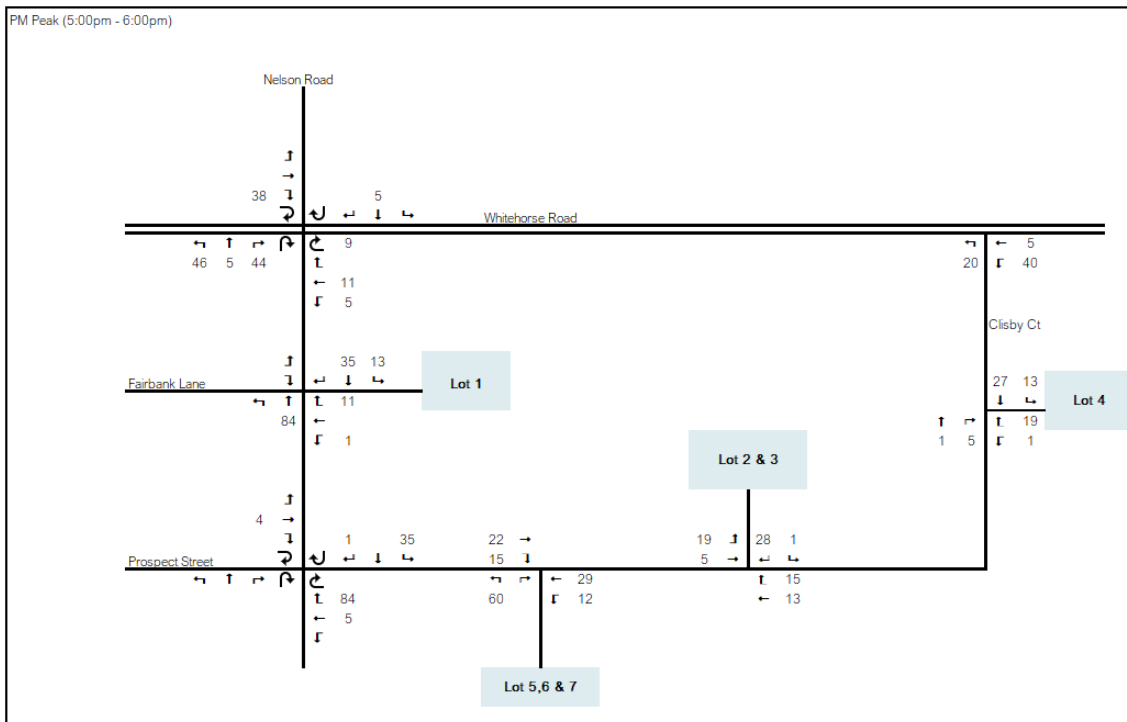 PM Peak (5:00pm - 6:00pm)
Nelson Road
38 5
Whitehorse Road
9 5
46 5 44 20 40
11
5
Clisby Ct
35 13 27 13
Fairbank Lane Lot 1 Lot 4
11 19
84 1 5 1
1
Lot 2 & 3
4 1 35 22 19 28 1
Prospect Street 15 5
29 15
60 12 13
84
5
Lot 5,6 & 7